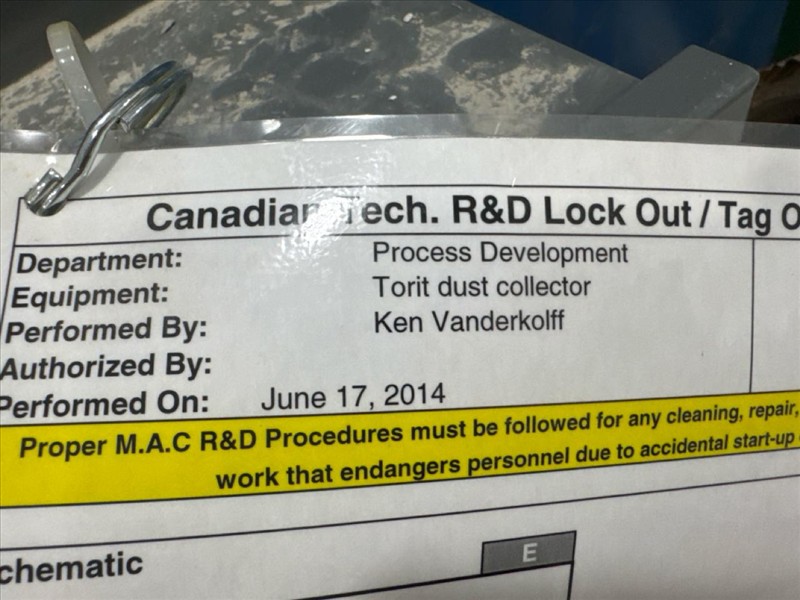 Canadian Tech. R&D Lock Out / Tag O
Department: Process Development
Equipment: Torit dust collector
Performed By: Ken Vanderkolff
Authorized By:
Performed On: June 17, 2014
Proper M.A.C R&D Procedures must be followed for any cleaning, repair,
work that endangers personnel due to accidental start-up
chematic
E